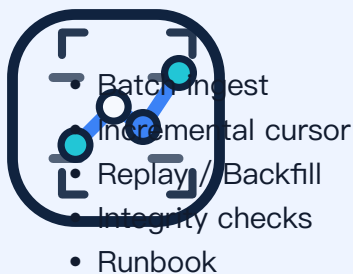 • Batch ingest
• Incremental cursor
• Replay / Backfill
• Integrity checks
• Runbook